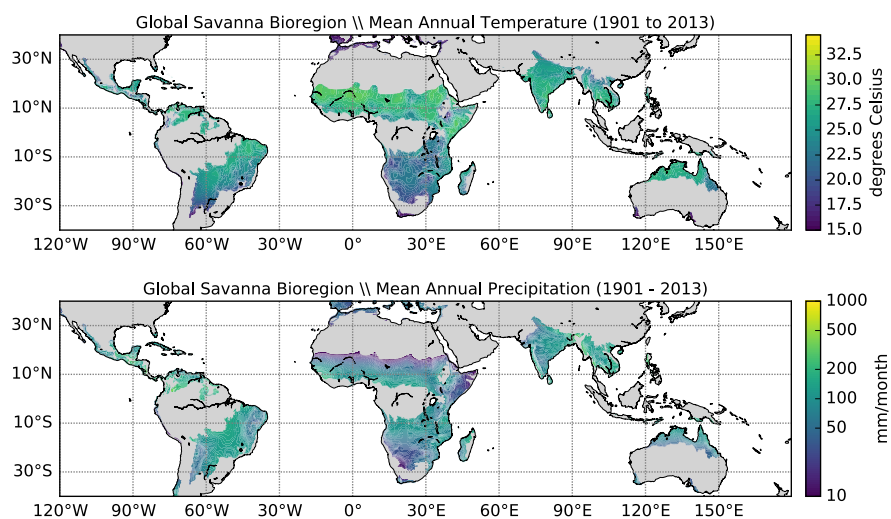 Global Savanna Bioregion \\ Mean Annual Temperature (1901 to 2013)
30°N
10°N
10°S
30°S
120°W 90°W 60°W 30°W 0° 30°E 60°E 90°E 120°E 150°E
32.5
30.0
27.5
25.0
22.5
20.0
17.5
15.0
degrees Celsius
Global Savanna Bioregion \\ Mean Annual Precipitation (1901 - 2013)
30°N
10°N
10°S
30°S
120°W 90°W 60°W 30°W 0° 30°E 60°E 90°E 120°E 150°E
1000
500
200
100
50
10
mm/month